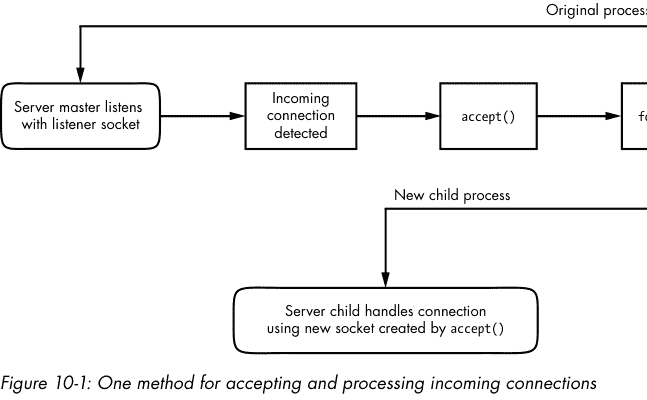 Original process
Server master listens
with listener socket
Incoming
connection
detected
accept()
New child process
Server child handles connection
using new socket created by accept()
Figure 10-1: One method for accepting and processing incoming connections